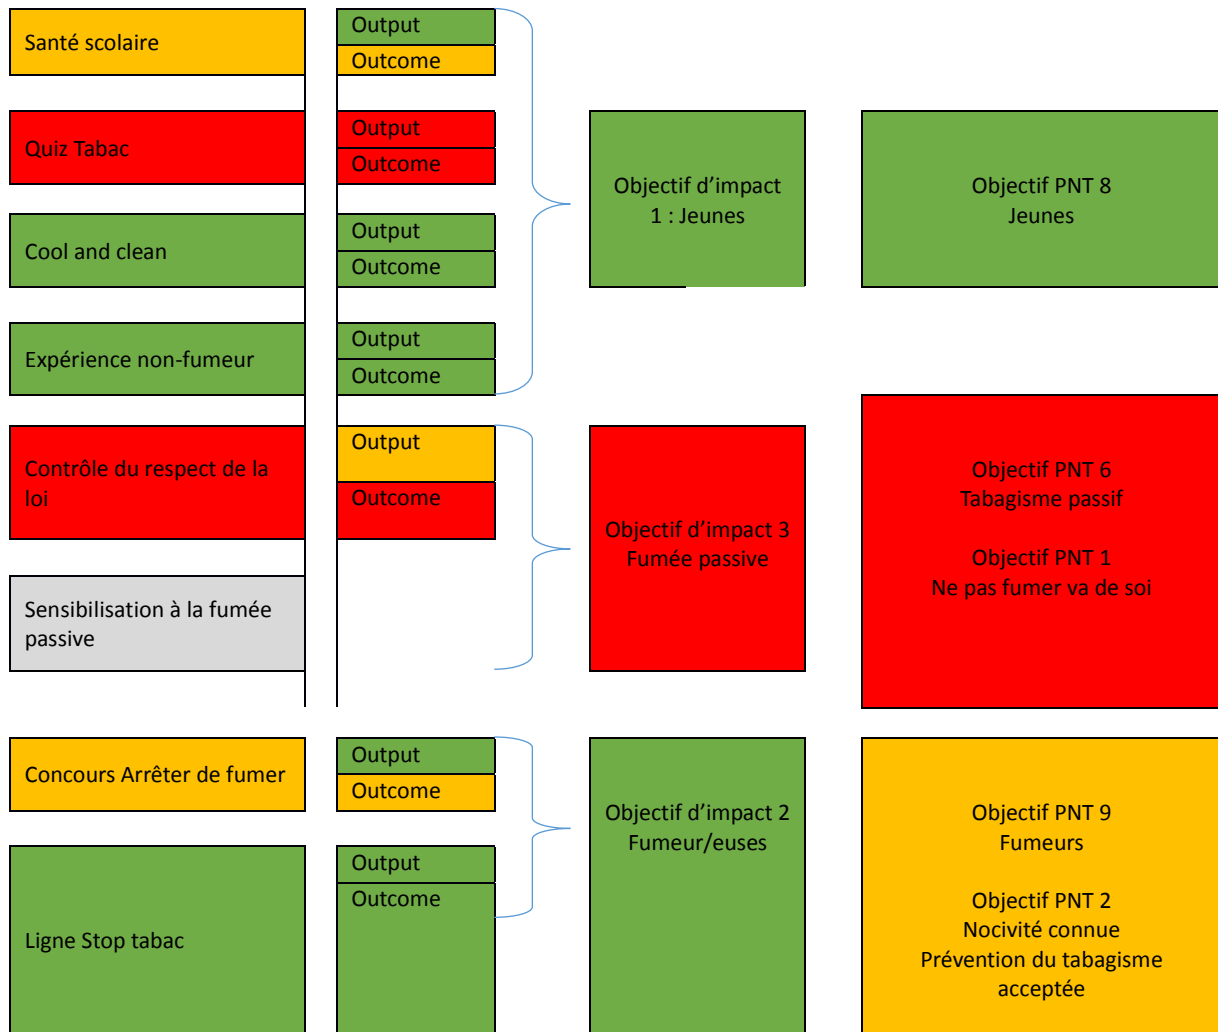 Santé scolaire
Output
Outcome
Quiz Tabac
Output
Outcome
Cool and clean
Output
Outcome
Expérience non-fumeur
Output
Outcome
Objectif d’impact
1 : Jeunes
Objectif PNT 8
Jeunes
Contrôle du respect de la
loi
Output
Outcome
Sensibilisation à la fumée
passive
Objectif d’impact 3
Fumée passive
Objectif PNT 6
Tabagisme passif
Objectif PNT 1
Ne pas fumer va de soi
Concours Arrêter de fumer
Output
Outcome
Ligne Stop tabac
Output
Outcome
Objectif d’impact 2
Fumeur/euses
Objectif PNT 9
Fumeurs
Objectif PNT 2
Nocivité connue
Prévention du tabagisme
acceptée